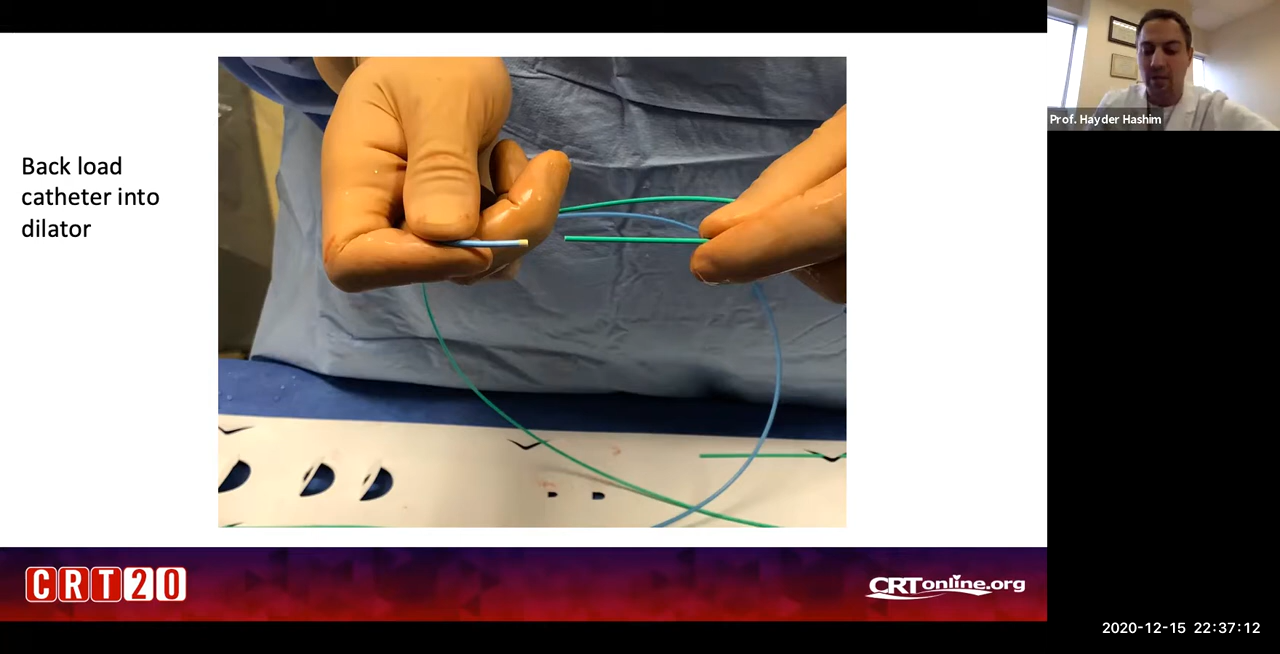 Prof. Hayder Hashim
Back load
catheter into
dilator
CRT20
CRTonline.org
2020-12-15 22:37:12